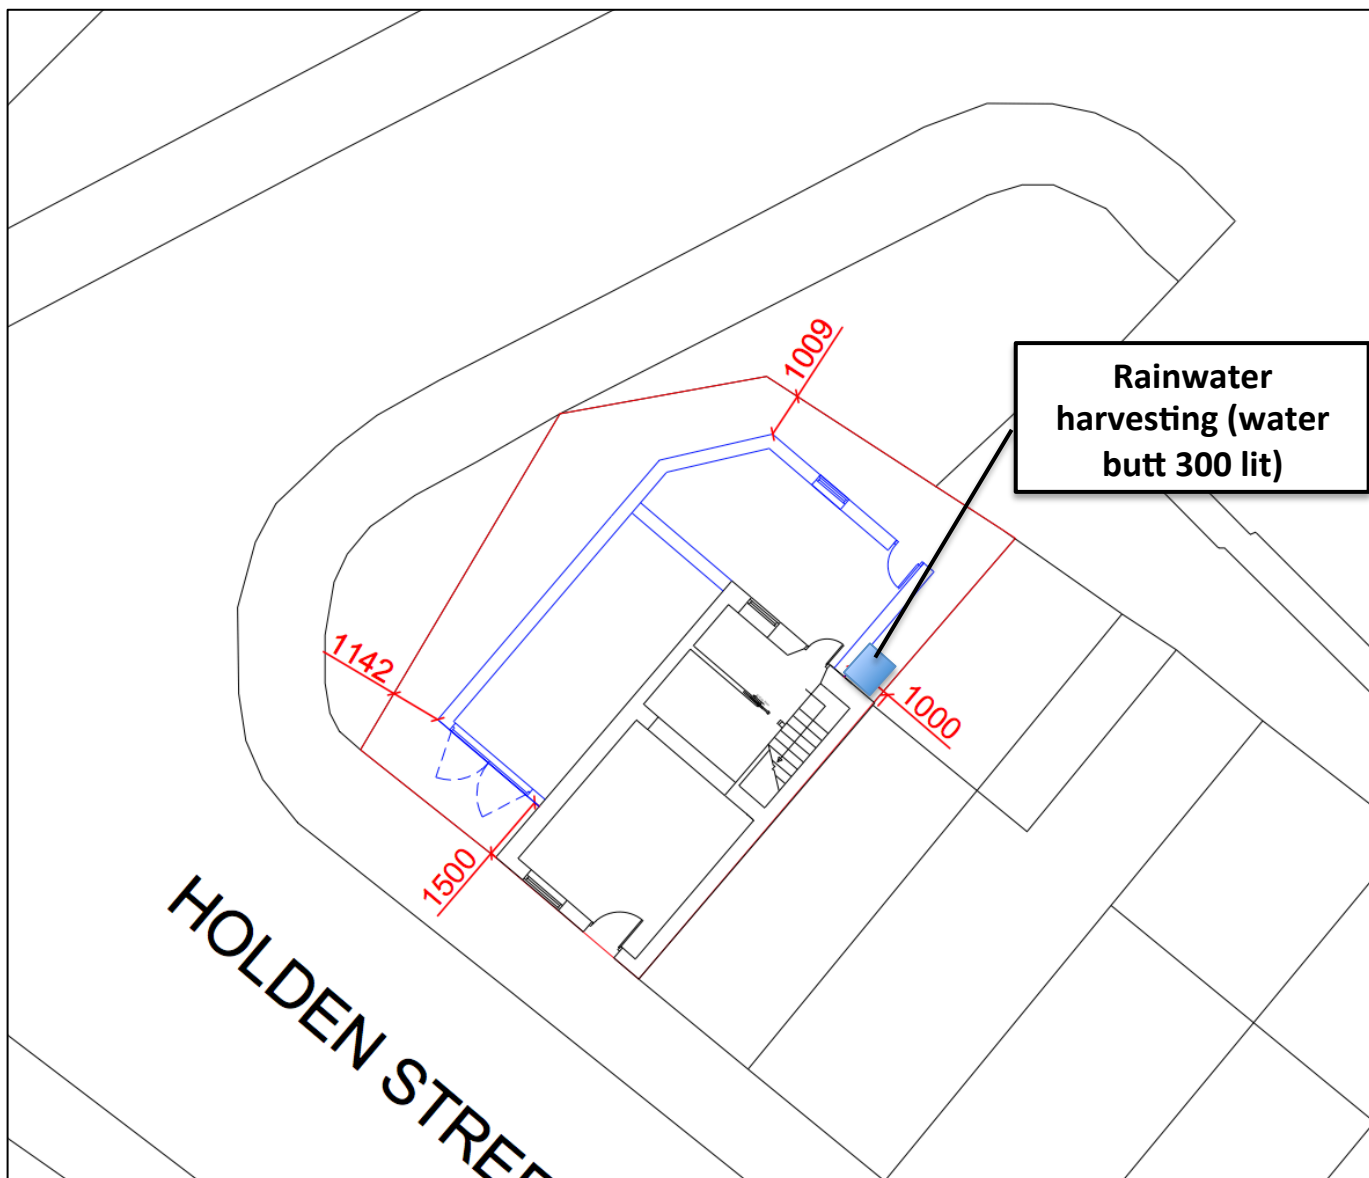 1009
Rainwater
harvesting (water
butt 300 lit)
1142
1000
1500
HOLDEN STREE